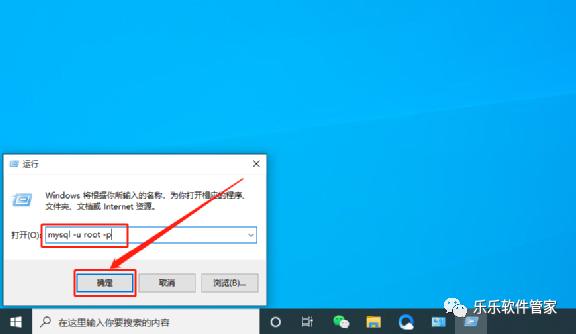 运行
Windows 将根据你所输入的名称，为你打开相应的程序、
文件夹、文档或 Internet 资源。
打开(O): mysql -u root -p
确定 取消 浏览(B)...
乐乐软件管家
在这里输入你要搜索的内容